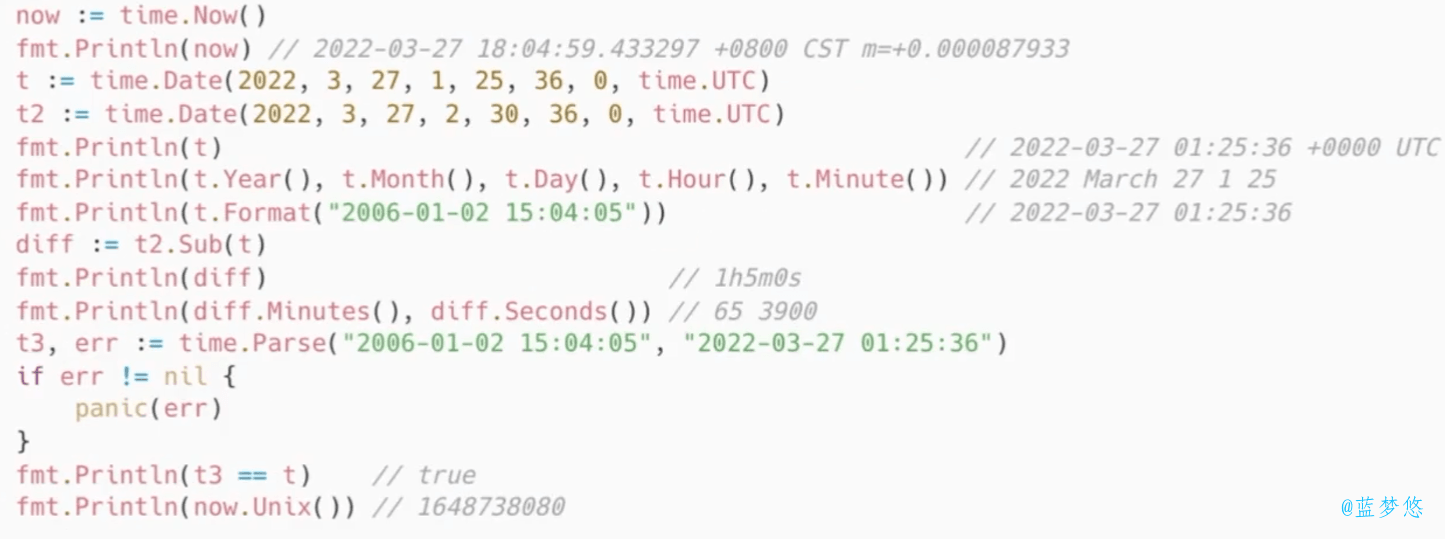 now := time.Now()
fmt.Println(now) // 2022-03-27 18:04:59.433297 +0800 CST m=+0.000087933
t := time.Date(2022, 3, 27, 1, 25, 36, 0, time.UTC)
t2 := time.Date(2022, 3, 27, 2, 30, 36, 0, time.UTC)
fmt.Println(t) // 2022-03-27 01:25:36 +0000 UTC
fmt.Println(t.Year(), t.Month(), t.Day(), t.Hour(), t.Minute()) // 2022 March 27 1 25
fmt.Println(t.Format("2006-01-02 15:04:05")) // 2022-03-27 01:25:36
diff := t2.Sub(t)
fmt.Println(diff) // 1h5m0s
fmt.Println(diff.Minutes(), diff.Seconds()) // 65 3900
t3, err := time.Parse("2006-01-02 15:04:05", "2022-03-27 01:25:36")
if err != nil {
    panic(err)
}
fmt.Println(t3 == t) // true
fmt.Println(now.Unix()) // 1648738080
@蓝梦悠